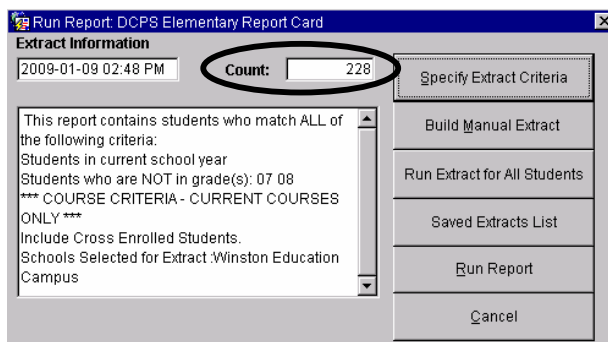 Run Report: DCPS Elementary Report Card
Extract Information
2009-01-09 02:48 PM
Count:
228
This report contains students who match ALL of
the following criteria:
Students in current school year
Students who are NOT in grade(s): 07 08
*** COURSE CRITERIA - CURRENT COURSES
ONLY ***
Include Cross Enrolled Students.
Schools Selected for Extract :Winston Education
Campus
Specify Extract Criteria
Build Manual Extract
Run Extract for All Students
Saved Extracts List
Run Report
Cancel